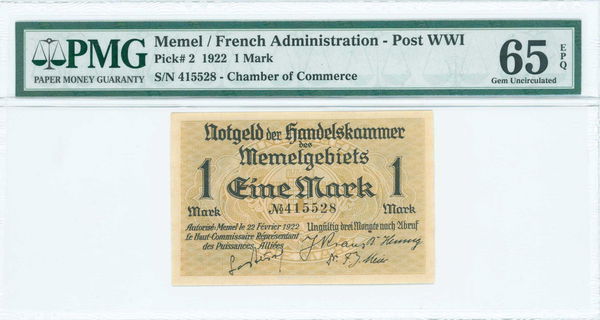 PMG
PAPER MONEY GUARANTY
Memel / French Administration - Post WWI
Pick# 2 1922 1 Mark
S/N 415528 - Chamber of Commerce
65 EPQ
Gem Uncirculated
Notgeld der Handelskammer
des
Memelgebiets
1 Eine Mark 1
Mark №415528 Mark
Autorisé: Memel le 22 Février 1922
Le Haut-Commissaire Représentant
des Puissances Alliées
Ungültig drei Monate nach Abruf
J. Kraus